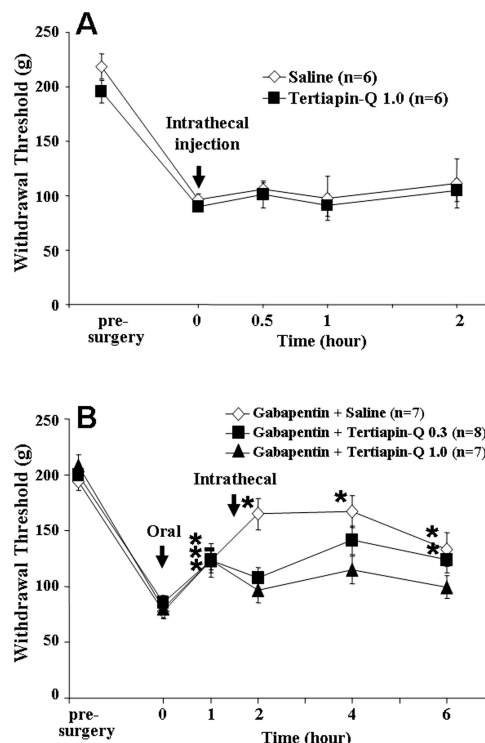 A
Withdrawal Threshold (g)
250
200
150
100
50
0
Saline (n=6)
Tertiapin-Q 1.0 (n=6)
Intrathecal
injection
pre-
surgery
0
0.5
1
2
Time (hour)
B
Withdrawal Threshold (g)
250
200
150
100
50
0
Gabapentin + Saline (n=7)
Gabapentin + Tertiapin-Q 0.3 (n=8)
Gabapentin + Tertiapin-Q 1.0 (n=7)
Intrathecal
Oral
*
*
*
*
*
*
*
pre-
surgery
0
1
2
4
6
Time (hour)